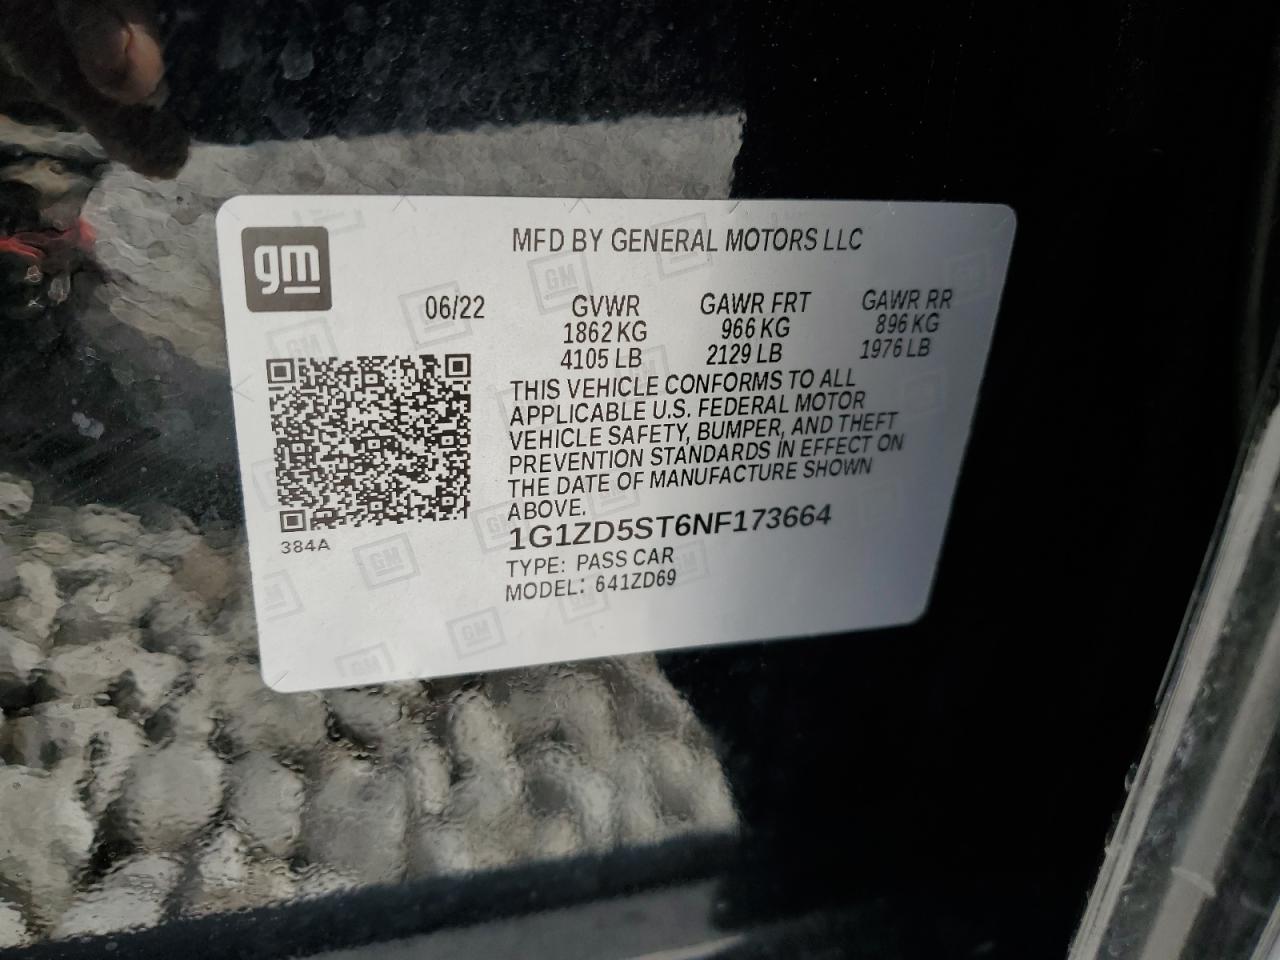 gm
MFD BY GENERAL MOTORS LLC
06/22 GVWR GAWR FRT GAWR RR
1862 KG 966 KG 896 KG
4105 LB 2129 LB 1976 LB
THIS VEHICLE CONFORMS TO ALL
APPLICABLE U.S. FEDERAL MOTOR
VEHICLE SAFETY, BUMPER, AND THEFT
PREVENTION STANDARDS IN EFFECT ON
THE DATE OF MANUFACTURE SHOWN
ABOVE.
1G1ZD5ST6NF173664
TYPE: PASS CAR
MODEL: 641ZD69
384A